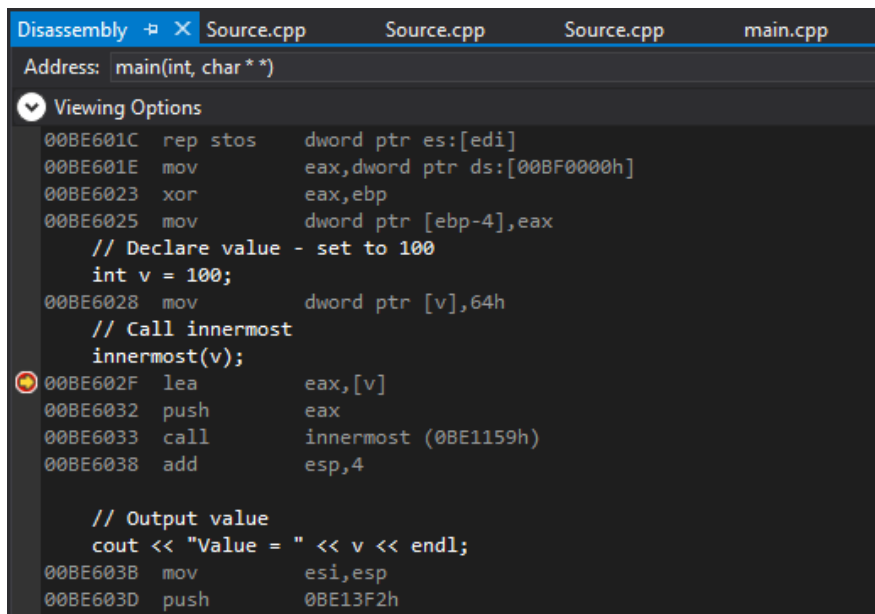 Disassembly Source.cpp Source.cpp Source.cpp main.cpp
Address: main(int, char * *)
Viewing Options
00BE601C rep stos dword ptr es:[edi]
00BE601E mov eax,dword ptr ds:[00BF0000h]
00BE6023 xor eax,ebp
00BE6025 mov dword ptr [ebp-4],eax
// Declare value - set to 100
int v = 100;
00BE6028 mov dword ptr [v],64h
// Call innermost
innermost(v);
00BE602F lea eax,[v]
00BE6032 push eax
00BE6033 call innermost (0BE1159h)
00BE6038 add esp,4
// Output value
cout << "Value = " << v << endl;
00BE603B mov esi,esp
00BE603D push 0BE13F2h